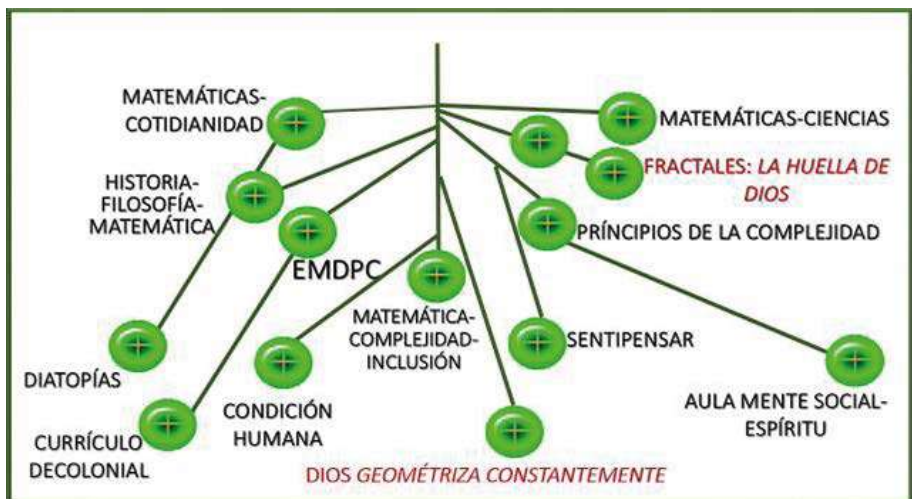 MATEMÁTICAS-
COTIDIANIDAD
MATEMÁTICAS-CIENCIAS
FRACTALES: LA HUELLA DE
DIOS
HISTORIA-
FILOSOFÍA-
MATEMÁTICA
PRÍNCIPIOS DE LA COMPLEJIDAD
EMDPC
MATEMÁTICA-
COMPLEJIDAD-
INCLUSIÓN
SENTIPENSAR
DIATOPÍAS
CONDICIÓN
HUMANA
AULA MENTE SOCIAL-
ESPÍRITU
CURRÍCULO
DECOLONIAL
DIOS GEOMÉTRIZA CONSTANTEMENTE